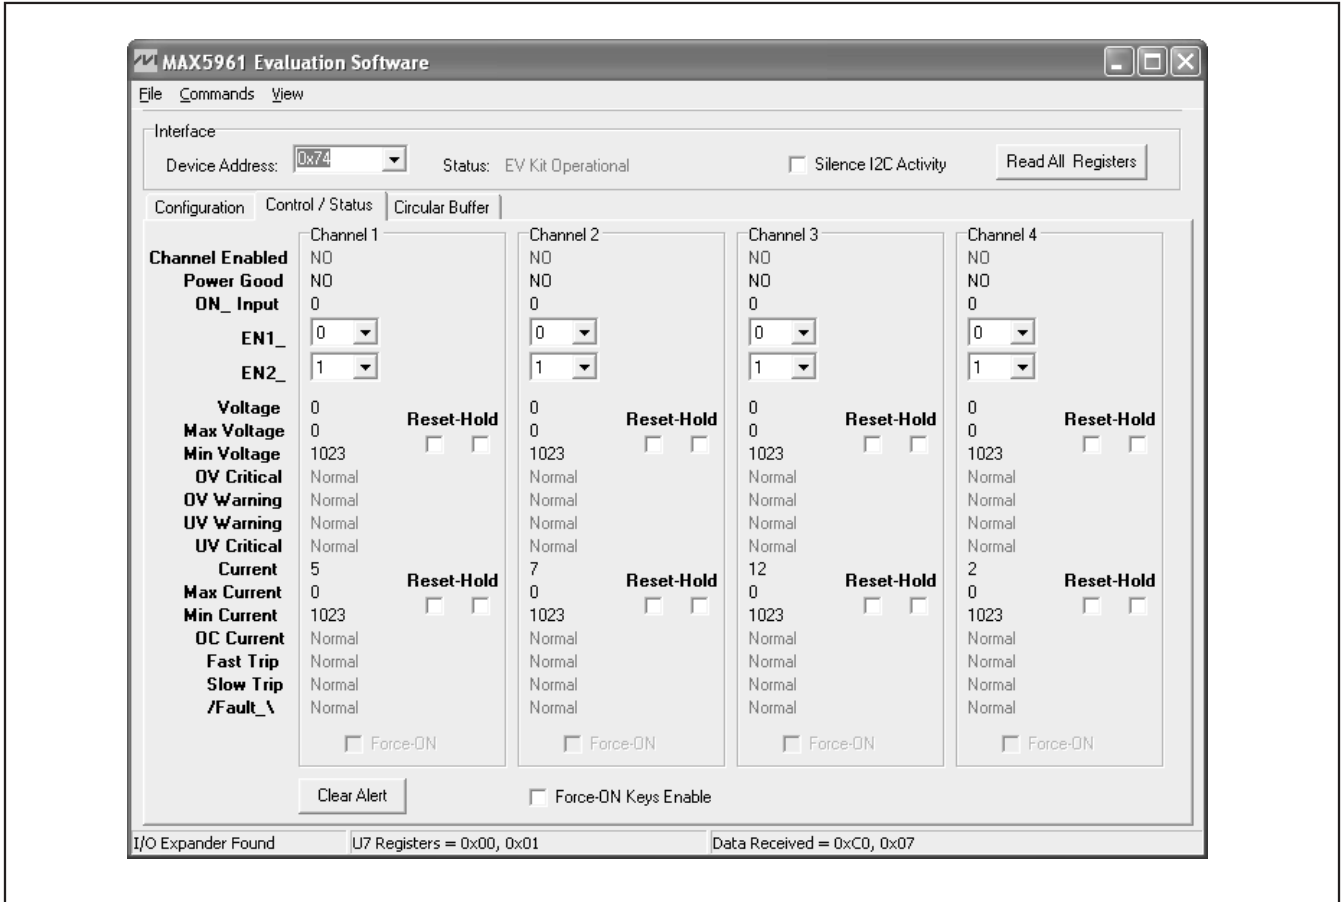 MAX5961 Evaluation Software
File Commands View
Interface
Device Address: 0x74 Status: EV Kit Operational Silence I2C Activity Read All Registers
Configuration Control / Status Circular Buffer
Channel 1 Channel 2 Channel 3 Channel 4
Channel Enabled NO NO NO NO
Power Good NO NO NO NO
ON_ Input 0 0 0 0
EN1_ 0 0 0 0
EN2_ 1 1 1 1
Voltage 0 0 0 0
Reset-Hold Reset-Hold Reset-Hold Reset-Hold
Max Voltage 0 0 0 0
Min Voltage 1023 1023 1023 1023
OV Critical Normal Normal Normal Normal
OV Warning Normal Normal Normal Normal
UV Warning Normal Normal Normal Normal
UV Critical Normal Normal Normal Normal
Current 5 7 12 2
Reset-Hold Reset-Hold Reset-Hold Reset-Hold
Max Current 0 0 0 0
Min Current 1023 1023 1023 1023
OC Current Normal Normal Normal Normal
Fast Trip Normal Normal Normal Normal
Slow Trip Normal Normal Normal Normal
/Fault_\ Normal Normal Normal Normal
Force-ON Force-ON Force-ON Force-ON
Clear Alert Force-ON Keys Enable
I/O Expander Found U7 Registers = 0x00, 0x01 Data Received = 0xC0, 0x07